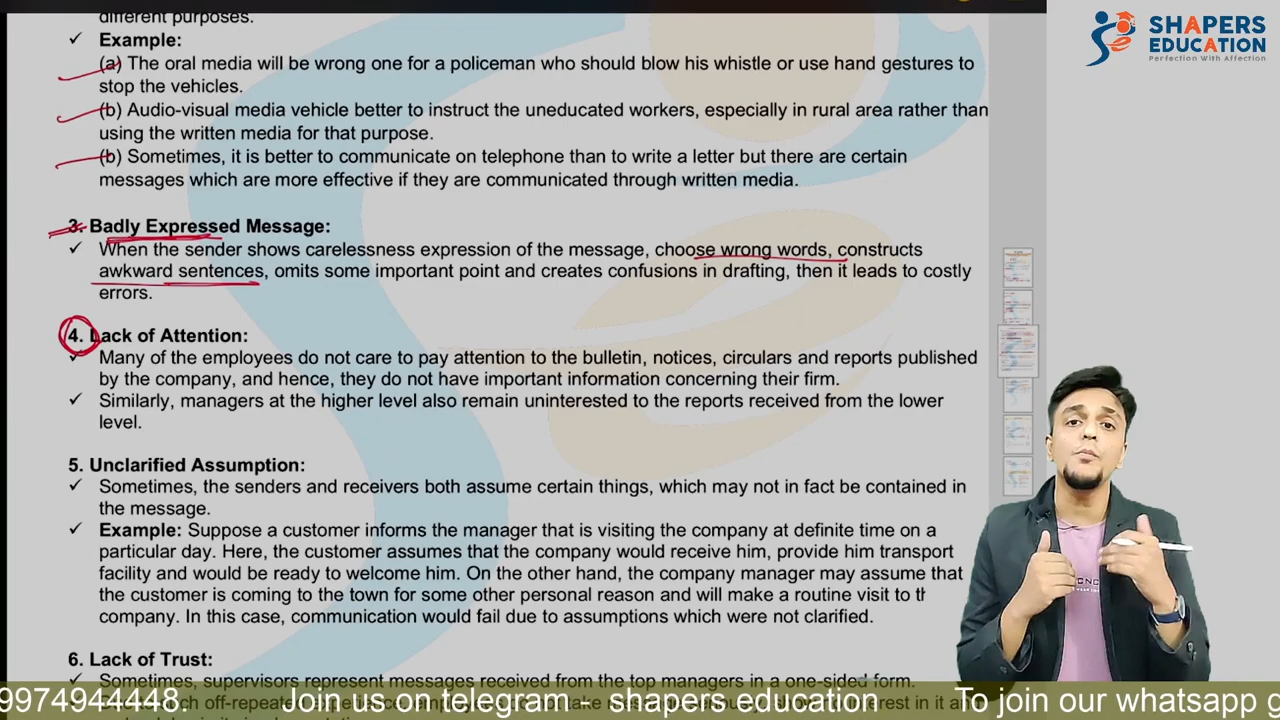 different purposes.
✓ Example:
(a) The oral media will be wrong one for a policeman who should blow his whistle or use hand gestures to
stop the vehicles.
(b) Audio-visual media vehicle better to instruct the uneducated workers, especially in rural area rather than
using the written media for that purpose.
(b) Sometimes, it is better to communicate on telephone than to write a letter but there are certain
messages which are more effective if they are communicated through written media.
3. Badly Expressed Message:
✓ When the sender shows carelessness expression of the message, choose wrong words, constructs
awkward sentences, omits some important point and creates confusions in drafting, then it leads to costly
errors.
4. Lack of Attention:
✓ Many of the employees do not care to pay attention to the bulletin, notices, circulars and reports published
by the company, and hence, they do not have important information concerning their firm.
✓ Similarly, managers at the higher level also remain uninterested to the reports received from the lower
level.
5. Unclarified Assumption:
✓ Sometimes, the senders and receivers both assume certain things, which may not in fact be contained in
the message.
✓ Example: Suppose a customer informs the manager that is visiting the company at definite time on a
particular day. Here, the customer assumes that the company would receive him, provide him transport
facility and would be ready to welcome him. On the other hand, the company manager may assume that
the customer is coming to the town for some other personal reason and will make a routine visit to th
company. In this case, communication would fail due to assumptions which were not clarified.
6. Lack of Trust:
Sometimes, supervisors represent messages received from the top managers in a one-sided form.
9974944448. Join us on telegram - shapers education. To join our whatsapp g
SHAPERS
EDUCATION
Perfection With Affection